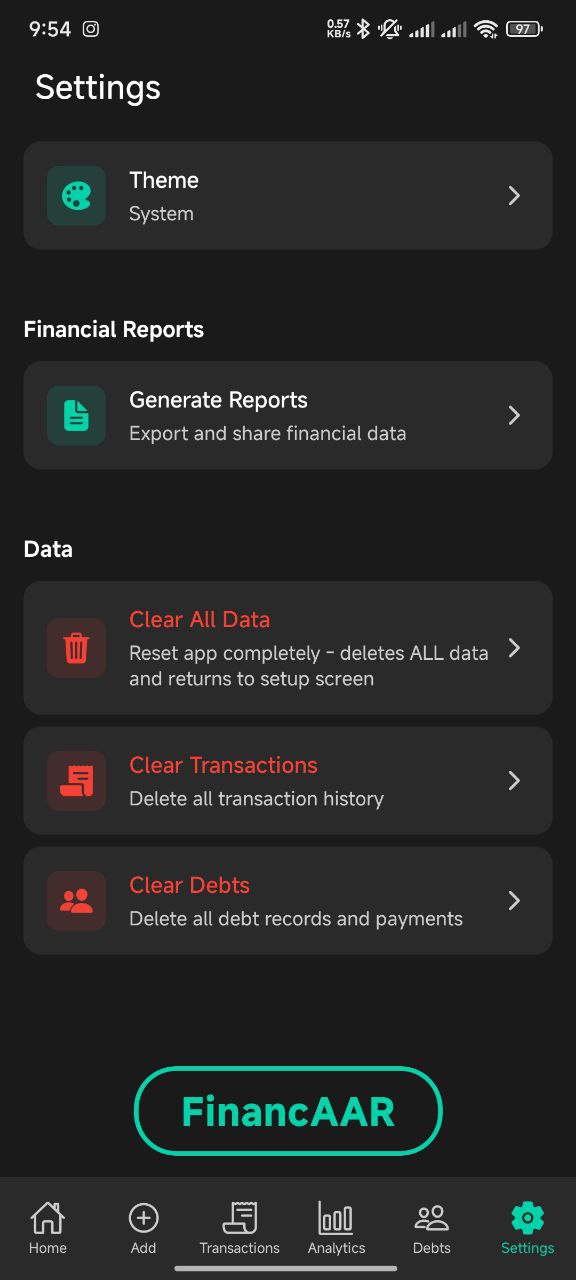 9:54
0.57
KB/s
97
Settings
Theme
System
Financial Reports
Generate Reports
Export and share financial data
Data
Clear All Data
Reset app completely - deletes ALL data
and returns to setup screen
Clear Transactions
Delete all transaction history
Clear Debts
Delete all debt records and payments
FinancAAR
Home
Add
Transactions
Analytics
Debts
Settings